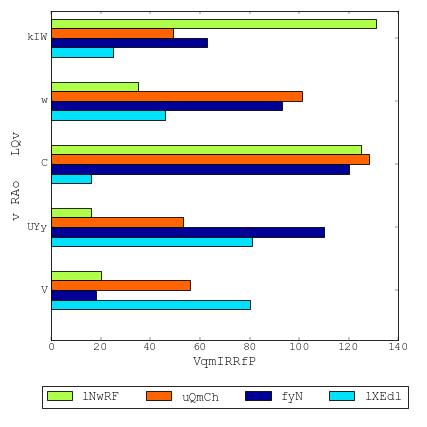 kIW
w
C
UYy
V
v RAo  LQv
0 20 40 60 80 100 120 140
VqmIRRfP
lNwRF uQmCh fyN lXEdl